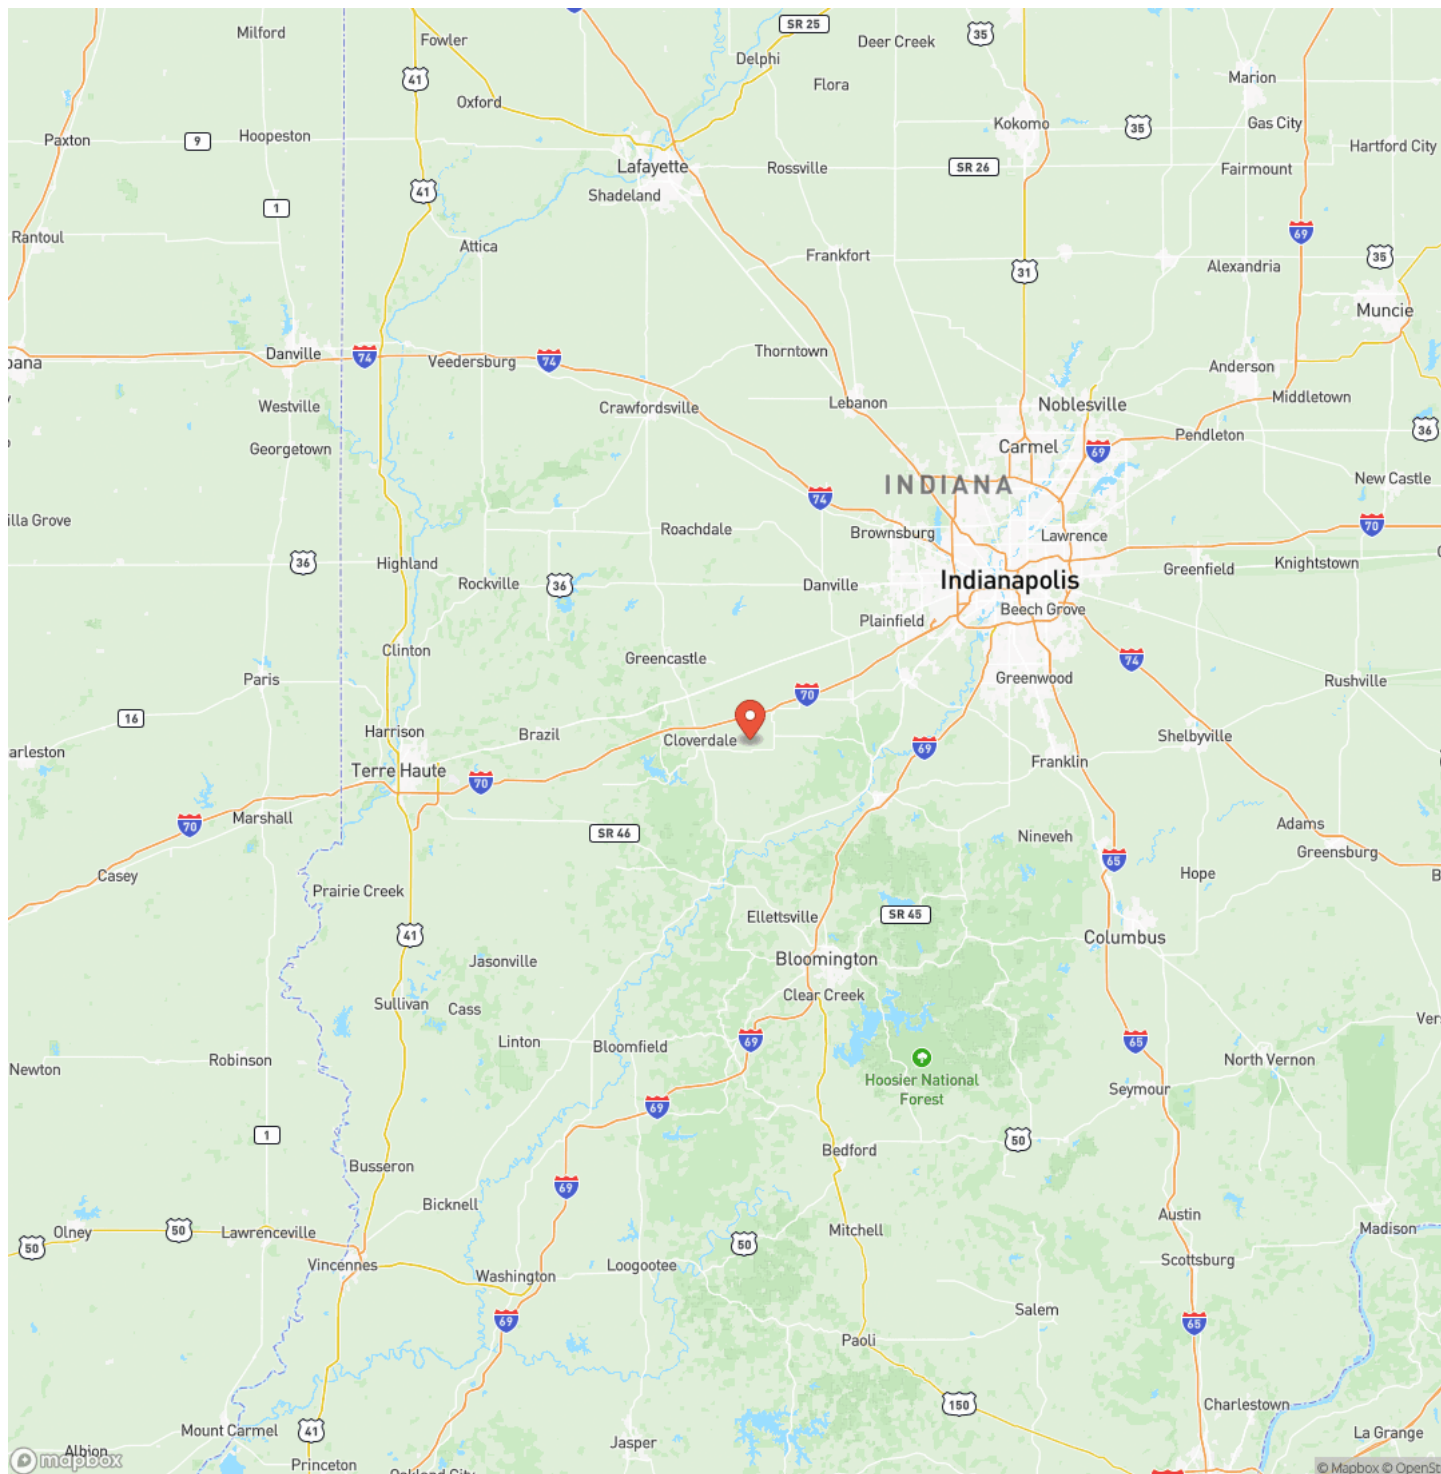 SR 25
35
Milford
Fowler
Deer Creek
Delphi
41
Marion
Flora
Oxford
Kokomo
35
Gas City
Paxton
9
Hoopeston
Hartford City
Lafayette
Rossville
SR 26
Fairmount
41
Shadeland
1
Rantoul
Attica
69
Frankfort
35
Alexandria
31
Muncie
Thorntown
Danville
74
Veedersburg
74
Anderson
Westville
Crawfordsville
Lebanon
Noblesville
Middletown
36
Georgetown
Carmel
69
Pendleton
INDIANA
New Castle
74
illa Grove
Roachdale
Brownsburg
Lawrence
70
36
Highland
Rockville
36
Danville
Indianapolis
Greenfield
Knightstown
Beech Grove
Plainfield
Clinton
Greencastle
74
Paris
Greenwood
Rushville
70
16
Harrison
Brazil
Cloverdale
Shelbyville
arleston
69
Franklin
Terre Haute
70
Marshall
70
SR 46
Nineveh
Adams
Greensburg
65
Casey
Hope
B
Prairie Creek
Ellettsville
SR 45
41
Columbus
Jasonville
Bloomington
Clear Creek
Sullivan
Cass
Ver
Linton
Bloomfield
69
65
Robinson
North Vernon
Newton
Hoosier National
Forest
Seymour
69
1
50
Bedford
Busseron
69
Bicknell
Austin
Olney
50
Lawrenceville
Mitchell
Madison
50
50
Vincennes
Loogootee
Scottsburg
Washington
Salem
69
65
Paoli
150
Charlestown
Mount Carmel
41
Jasper
La Grange
Albion
mapbox
Princeton
Oakland City
© Mapbox © OpenSt